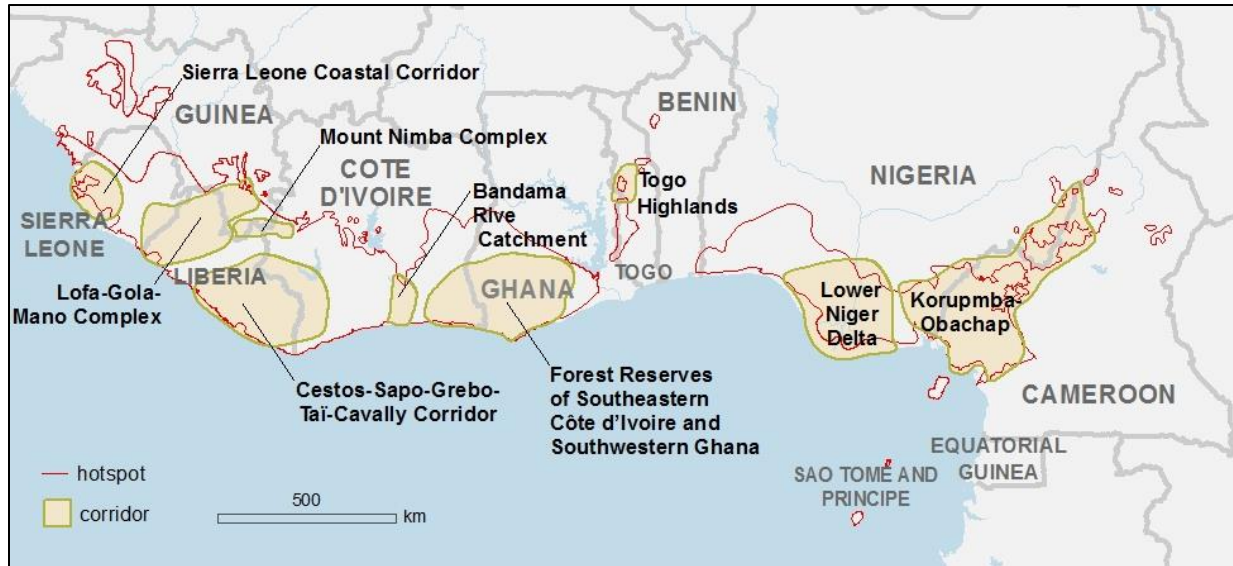 Sierra Leone Coastal Corridor
GUINEA
Mount Nimba Complex
COTE
D'IVOIRE
Bandama
Rive
Catchment
BENIN
Togo
Highlands
NIGERIA
SIERRA
LEONE
LIBERIA
Lofa-Gola-
Mano Complex
GHANA
TOGO
Lower
Niger
Delta
Korupmba-
Obachap
Cestos-Sapo-Grebo-
Taï-Cavally Corridor
Forest Reserves
of Southeastern
Côte d'Ivoire and
Southwestern Ghana
CAMEROON
EQUATORIAL
GUINEA
SAO TOME AND
PRINCIPE
hotspot
corridor
500
km